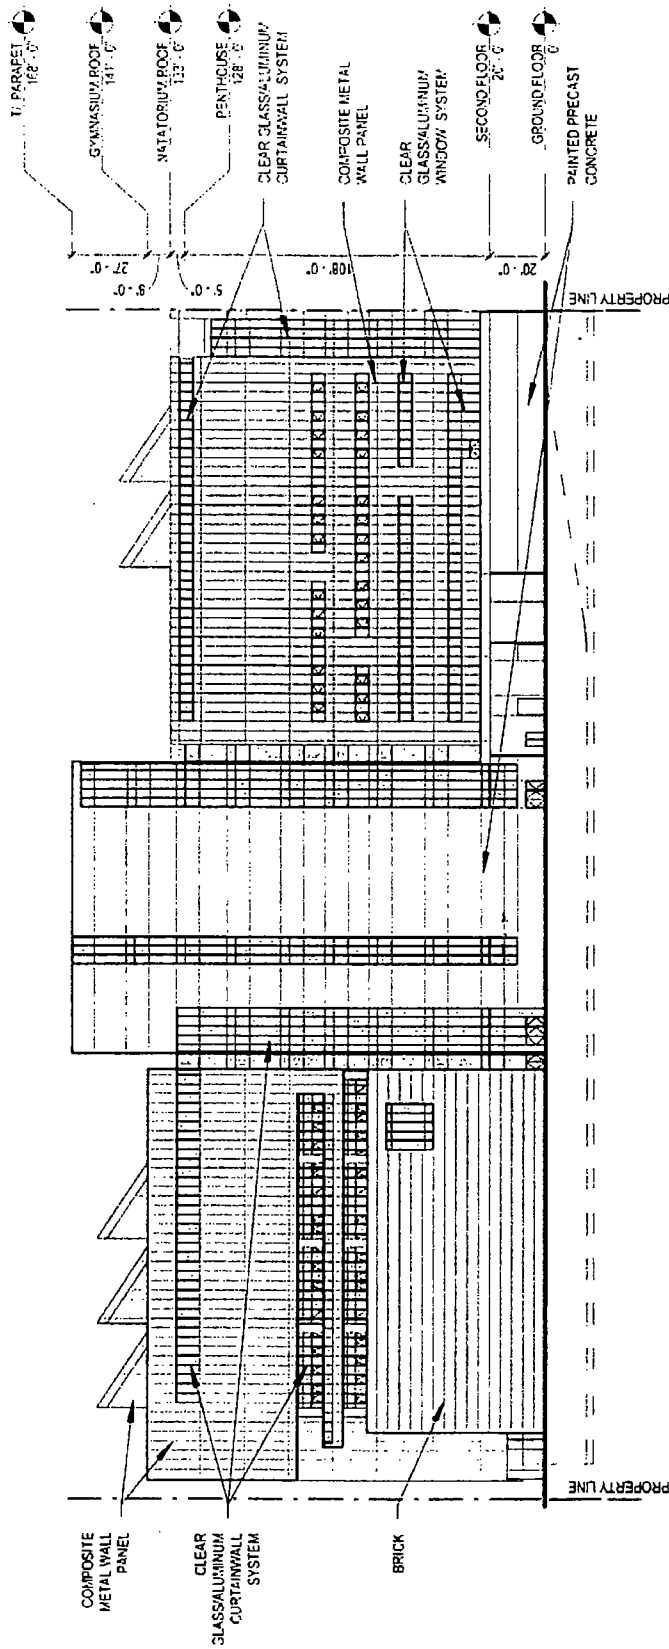 T.I. PARAPET
168' - 0"
GYMNASIUM ROOF
141' - 0"
NATATORIUM ROOF
133' - 0"
PENTHOUSE
128' - 0"
CLEAR GLASS/ALUMINUM
CURTAINWALL SYSTEM
COMPOSITE METAL
WALL PANEL
CLEAR
GLASS/ALUMINUM
WINDOW SYSTEM
SECOND FLOOR
20' - 0"
GROUND FLOOR
0"
PAINTED PRECAST
CONCRETE
27' - 0"
5' - 0"
108' - 0"
20' - 0"
PROPERTY LINE
COMPOSITE
METAL WALL
PANEL
CLEAR
GLASS/ALUMINUM
CURTAINWALL
SYSTEM
BRICK
PROPERTY LINE